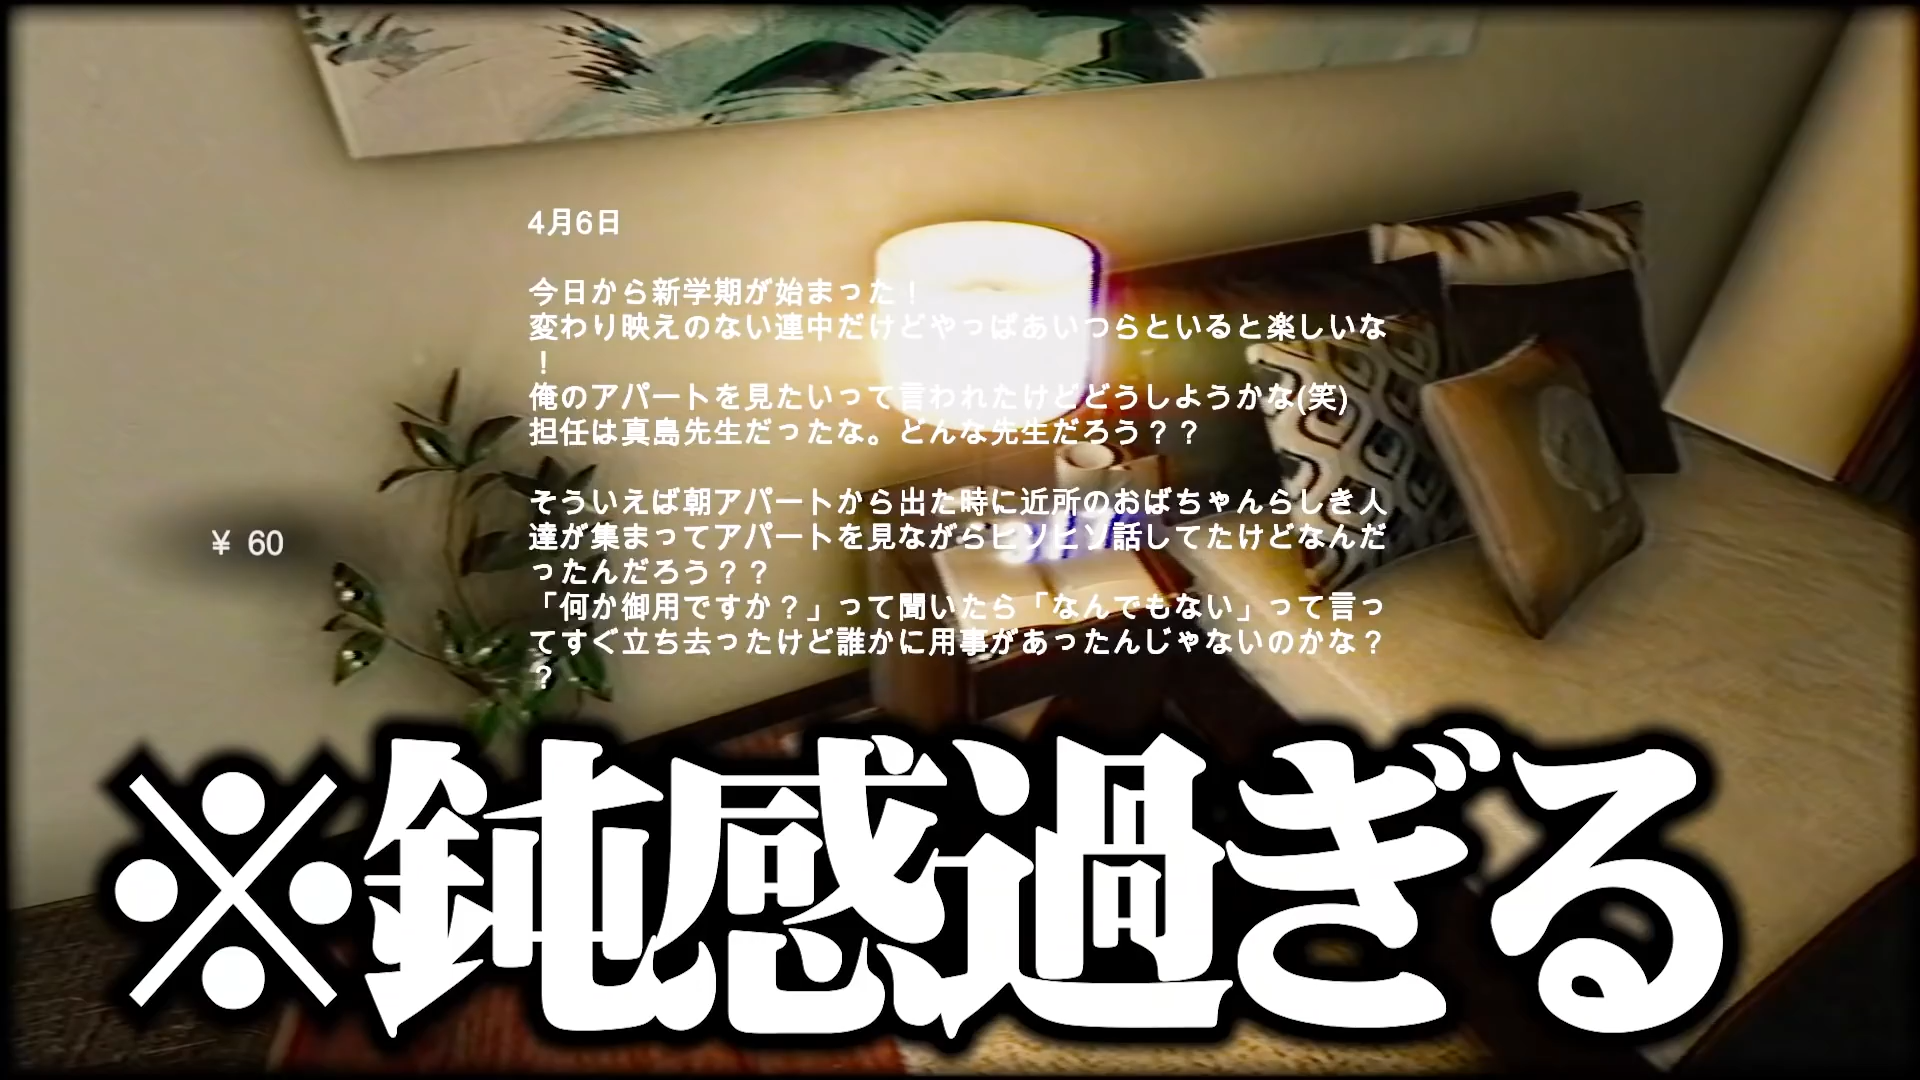 4月6日
今日から新学期が始まった！
変わり映えのない連中だけどやっぱあいつらといると楽しいな
！
俺のアパートを見たいって言われたけどどうしようかな(笑)
担任は真島先生だったな。どんな先生だろう？？
そういえば朝アパートから出た時に近所のおばちゃんらしき人
達が集まってアパートを見ながらヒソヒソ話してたけどなんだ
ったんだろう？？
「何か御用ですか？」って聞いたら「なんでもない」って言っ
てすぐ立ち去ったけど誰かに用事があったんじゃないのかな？
？
¥ 60
※鈍感過ぎる